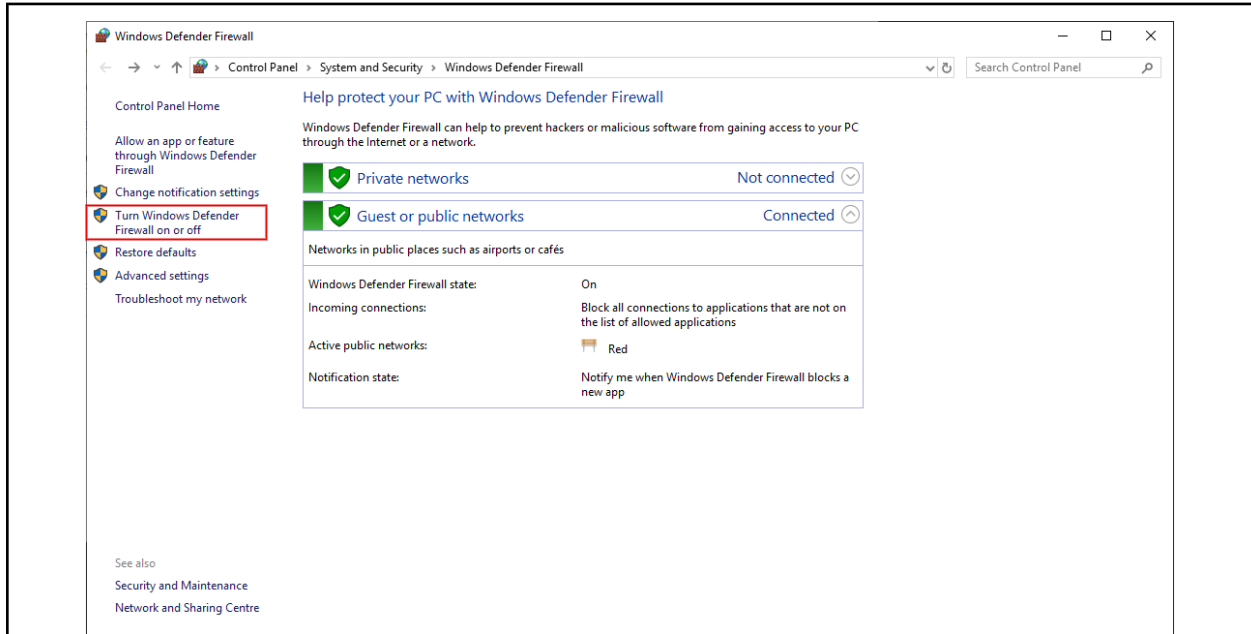 Windows Defender Firewall
Control Panel > System and Security > Windows Defender Firewall
Search Control Panel
Control Panel Home
Allow an app or feature
through Windows Defender
Firewall
Change notification settings
Turn Windows Defender
Firewall on or off
Restore defaults
Advanced settings
Troubleshoot my network
See also
Security and Maintenance
Network and Sharing Centre
Help protect your PC with Windows Defender Firewall
Windows Defender Firewall can help to prevent hackers or malicious software from gaining access to your PC
through the Internet or a network.
Private networks Not connected
Guest or public networks Connected
Networks in public places such as airports or cafés
Windows Defender Firewall state: On
Incoming connections: Block all connections to applications that are not on
the list of allowed applications
Active public networks: Red
Notification state: Notify me when Windows Defender Firewall blocks a
new app